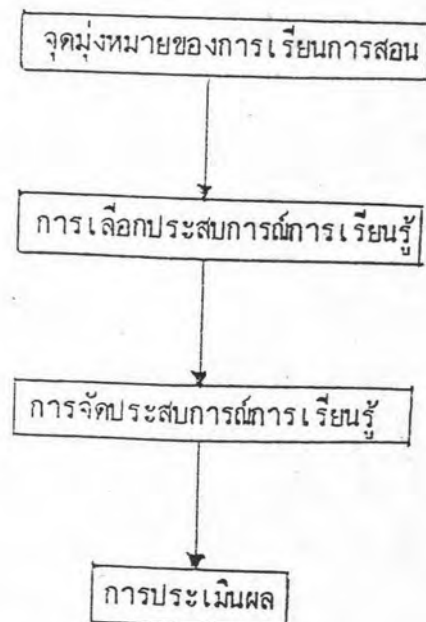 จุดมุ่งหมายของการเรียนการสอน
การเลือกประสบการณ์การเรียนรู้
การจัดประสบการณ์การเรียนรู้
การประเมินผล